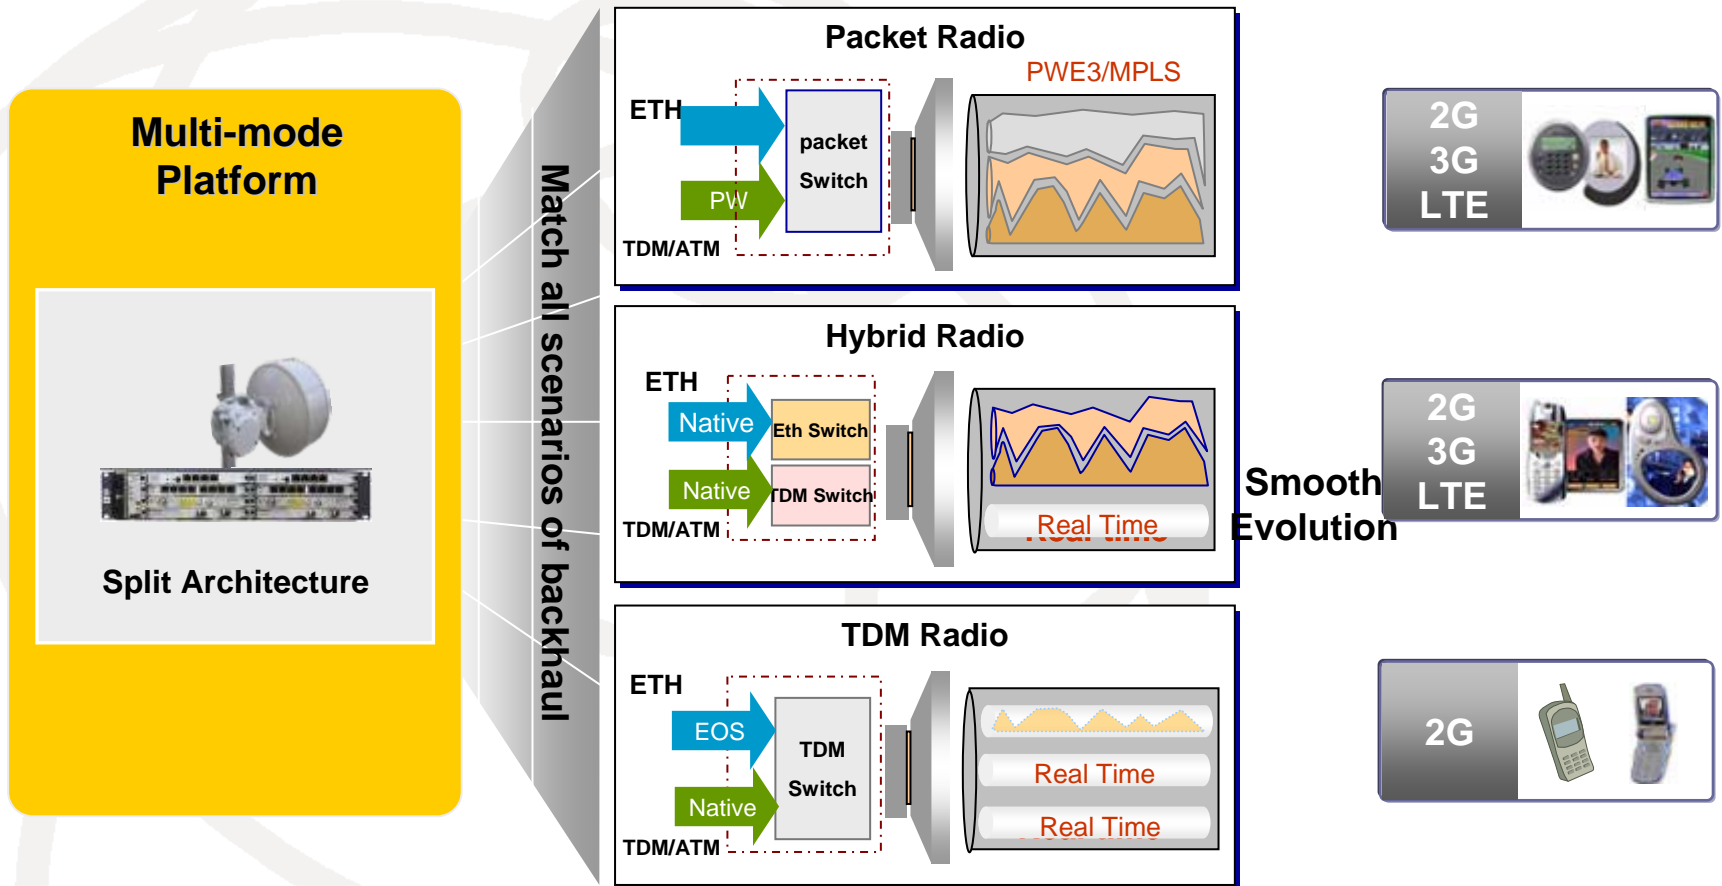 Multi-mode
Platform
Split Architecture
Match all scenarios of backhaul
Packet Radio
PWE3/MPLS
ETH
PW
TDM/ATM
packet
Switch
Hybrid Radio
ETH
Native
Native
TDM/ATM
Eth Switch
TDM Switch
Real Time
Real time
TDM Radio
ETH
EOS
Native
TDM/ATM
TDM
Switch
Real Time
Real Time
Smooth
Evolution
2G
3G
LTE
2G
3G
LTE
2G